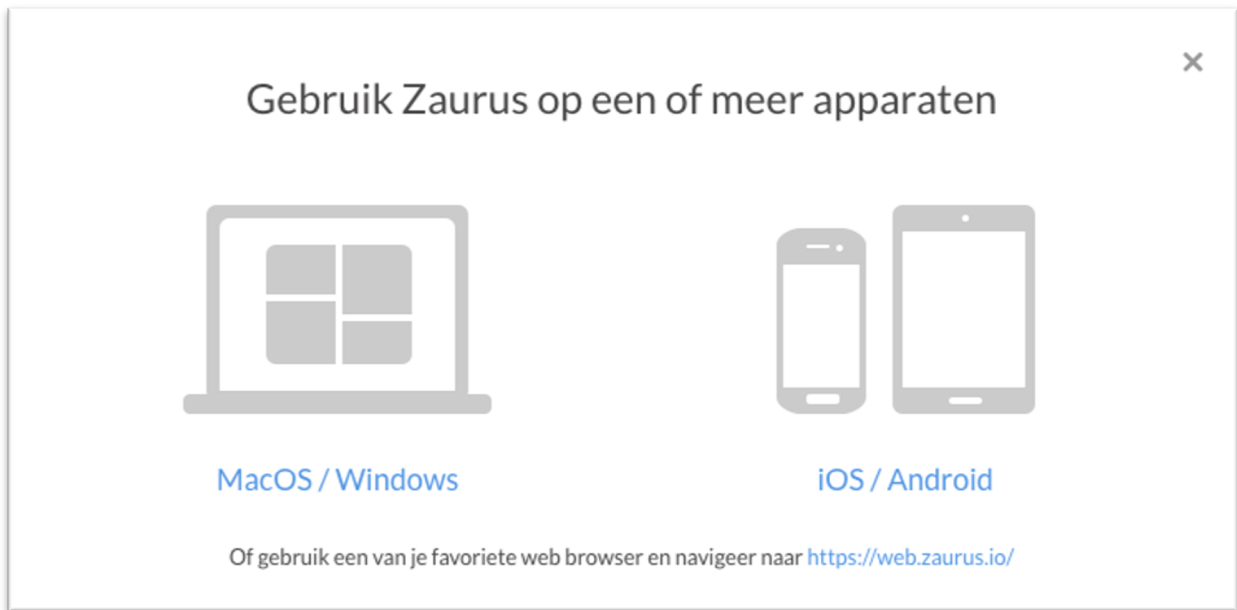 Gebruik Zaurus op een of meer apparaten
MacOS / Windows
iOS / Android
Of gebruik een van je favoriete web browser en navigeer naar https://web.zaurus.io/